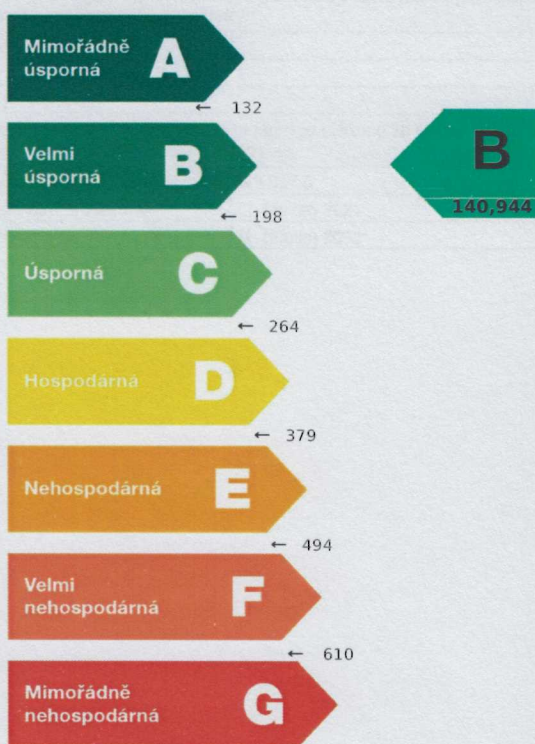 Mimořádně
úsporná
A
← 132
Velmi
úsporná
B
← 198
B
140,944
Úsporná
C
← 264
Hospodárná
D
← 379
Nehospodárná
E
← 494
Velmi
nehospodárná
F
← 610
Mimořádně
nehospodárná
G